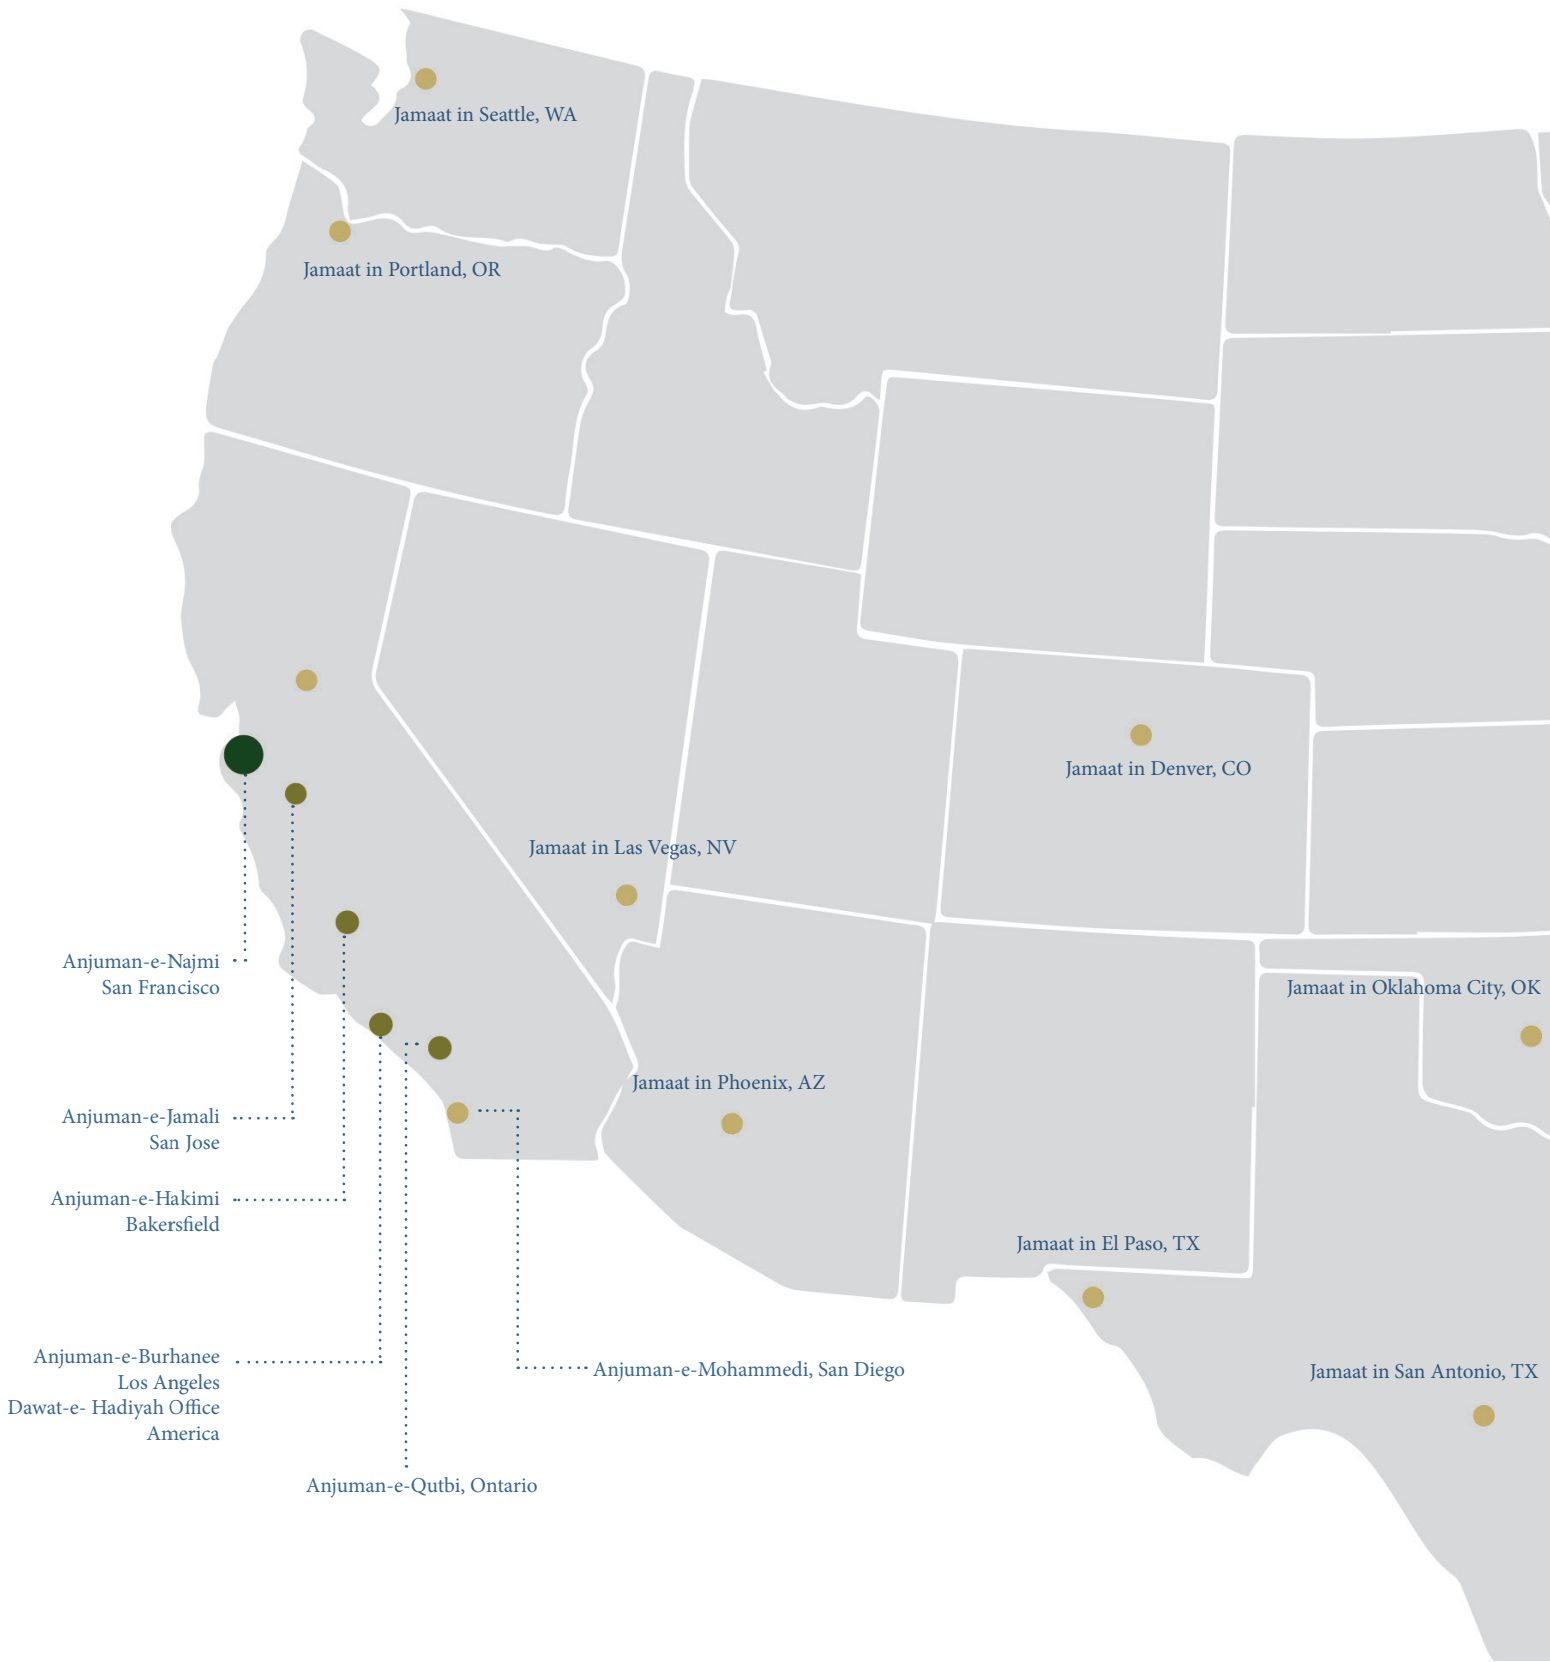 Jamaat in Seattle, WA
Jamaat in Portland, OR
Jamaat in Denver, CO
Jamaat in Las Vegas, NV
Anjuman-e-Najmi
San Francisco
Jamaat in Oklahoma City, OK
Jamaat in Phoenix, AZ
Anjuman-e-Jamali
San Jose
Anjuman-e-Hakimi
Bakersfield
Jamaat in El Paso, TX
Anjuman-e-Burhanee
Los Angeles
Dawat-e- Hadiyah Office
America
Anjuman-e-Mohammedi, San Diego
Jamaat in San Antonio, TX
Anjuman-e-Qutbi, Ontario